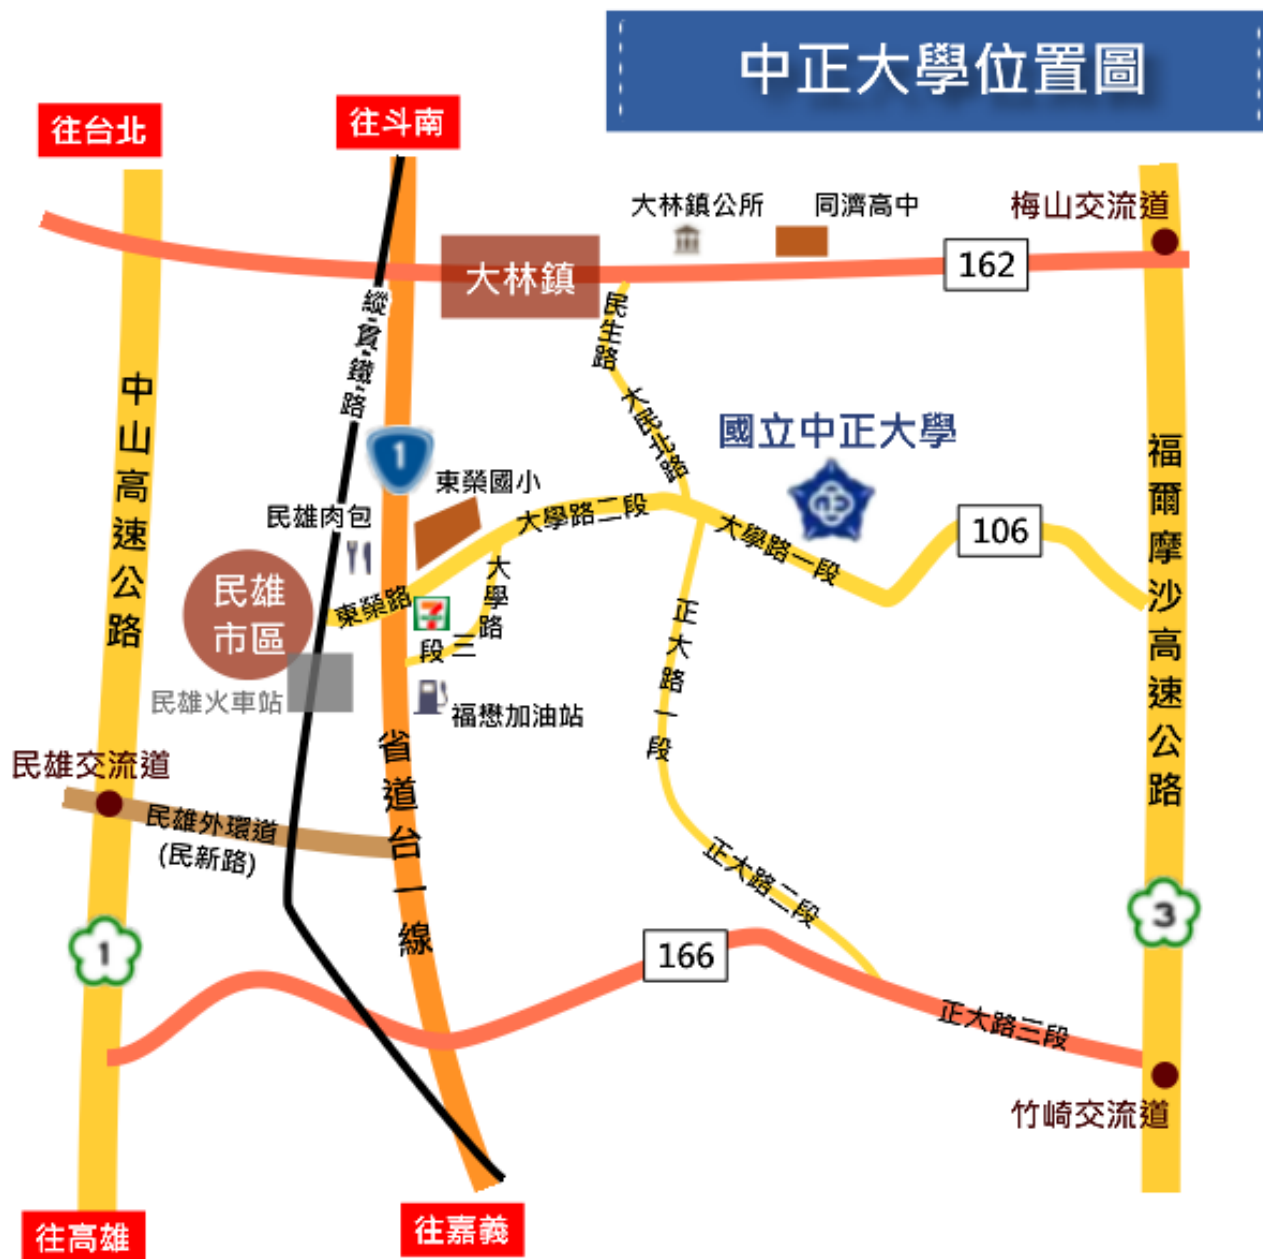 中正大學位置圖
往台北
往斗南
大林鎮公所
同濟高中
梅山交流道
162
大林鎮
縱貫鐵路
民生路
中山高速公路
大民北路
國立中正大學
福爾摩沙高速公路
1
東榮國小
民雄肉包
大學路二段
大學路一段
106
民雄
市區
東榮路
7
大學路三段
正大路一段
民雄火車站
福懋加油站
省道台一線
民雄交流道
民雄外環道
(民新路)
正大路二段
3
1
166
正大路三段
竹崎交流道
往高雄
往嘉義